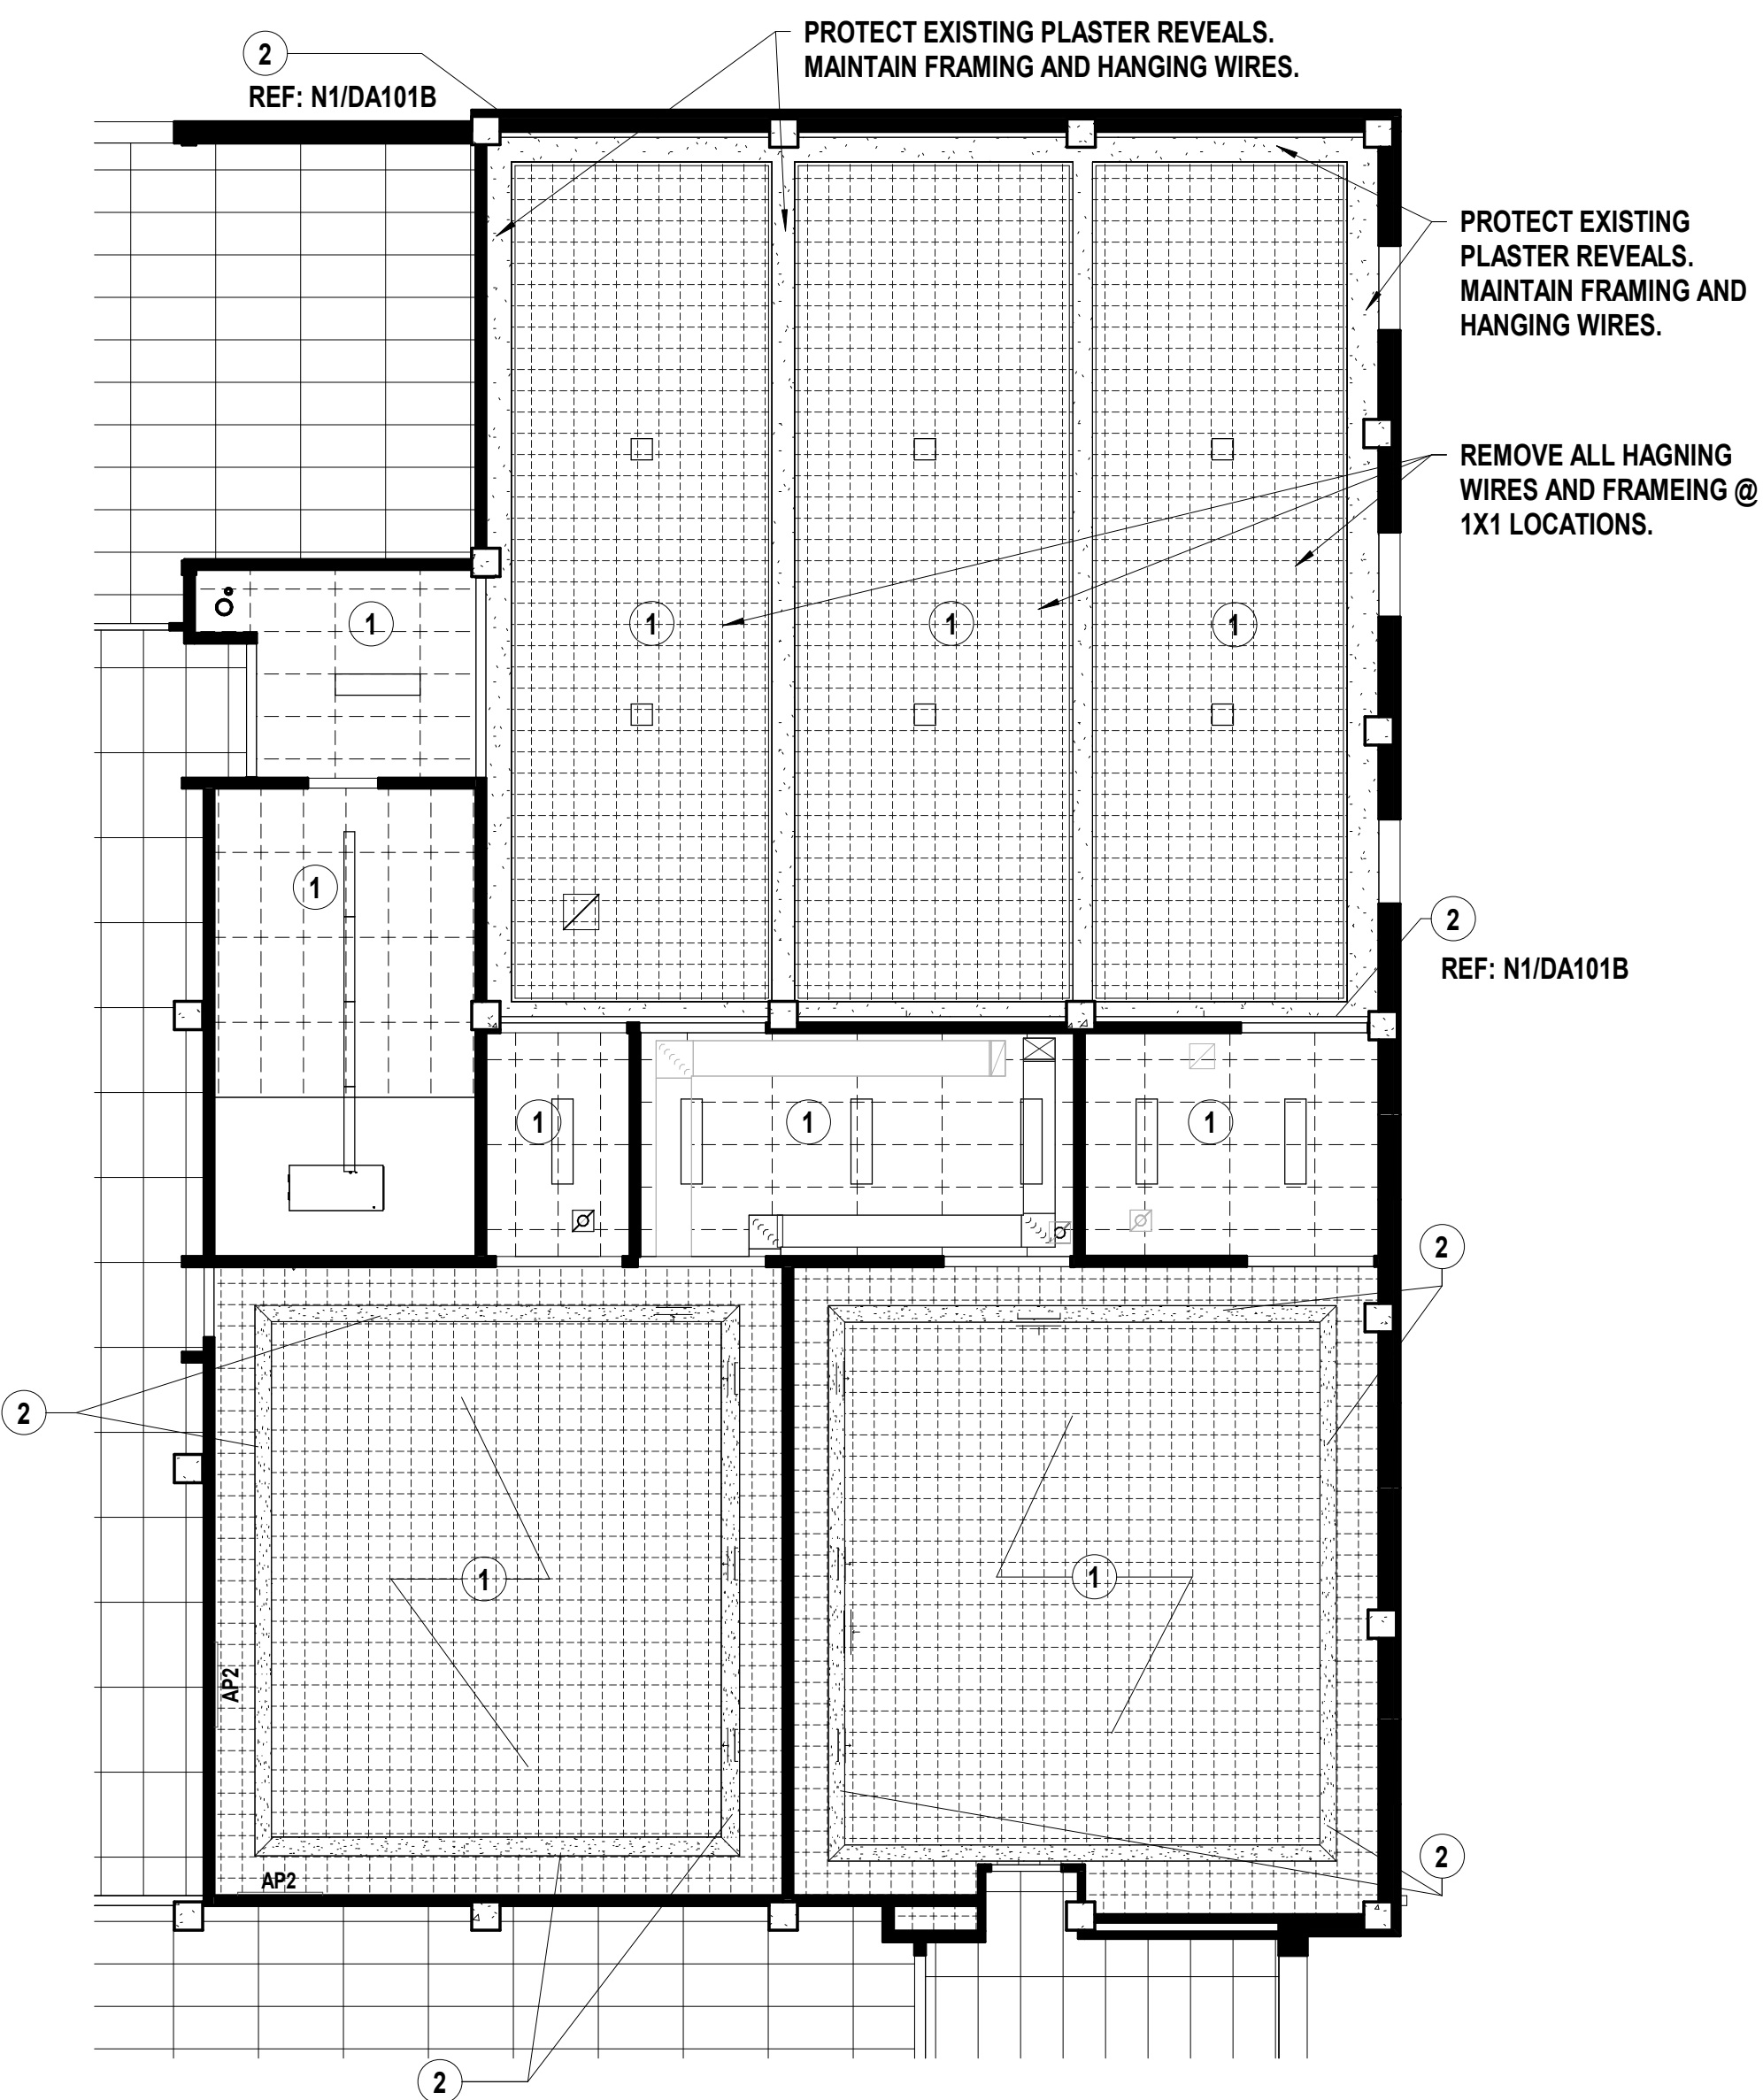 PROTECT EXISTING PLASTER REVEALS.
MAINTAIN FRAMING AND HANGING WIRES.
2
REF: N1/DA101B
PROTECT EXISTING
PLASTER REVEALS.
MAINTAIN FRAMING AND
HANGING WIRES.
REMOVE ALL HAGNING
WIRES AND FRAMEING @
1X1 LOCATIONS.
1
1
1
1
1
2
REF: N1/DA101B
1
1
1
2
2
1
1
AP2
AP2
2
2